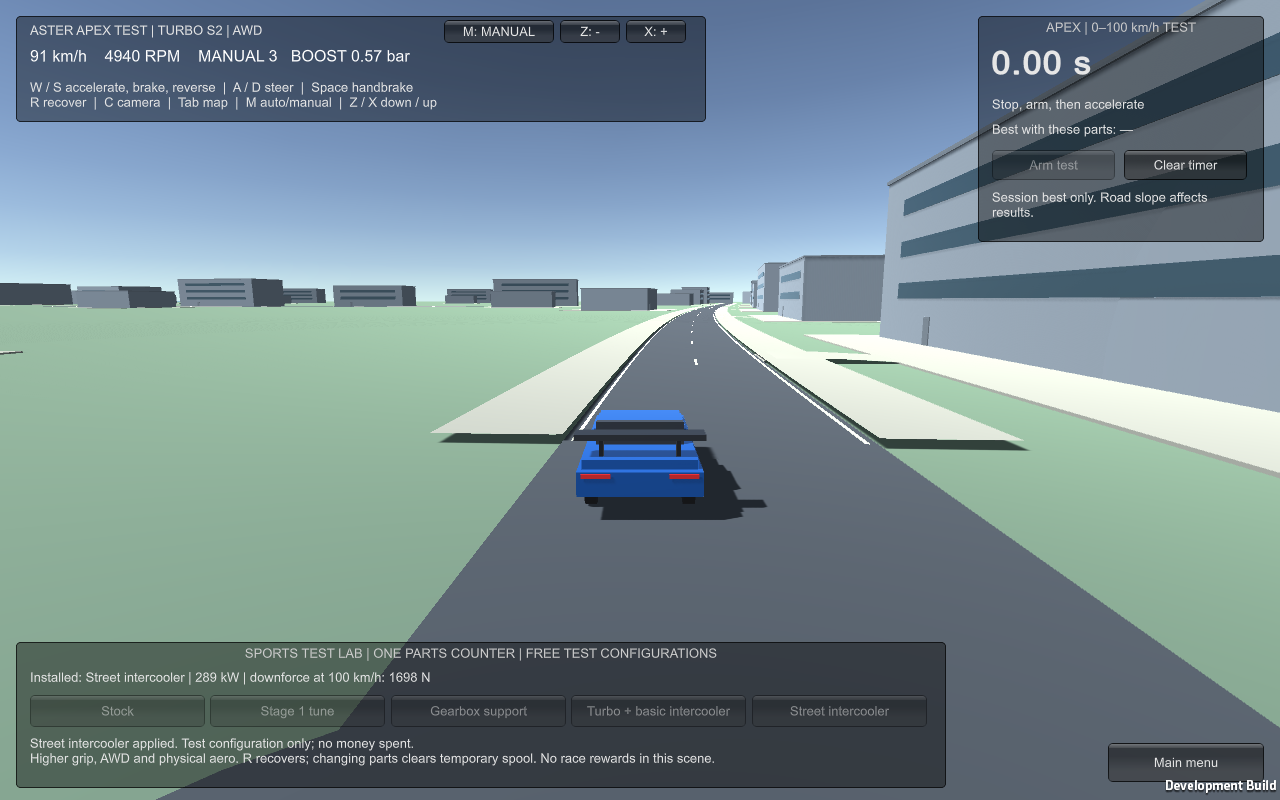 ASTER APEX TEST | TURBO S2 | AWD
M: MANUAL
Z: -
X: +
91 km/h 4940 RPM MANUAL 3 BOOST 0.57 bar
W / S accelerate, brake, reverse | A / D steer | Space handbrake
R recover | C camera | Tab map | M auto/manual | Z / X down / up
APEX | 0–100 km/h TEST
0.00 s
Stop, arm, then accelerate
Best with these parts: —
Arm test
Clear timer
Session best only. Road slope affects
results.
SPORTS TEST LAB | ONE PARTS COUNTER | FREE TEST CONFIGURATIONS
Installed: Street intercooler | 289 kW | downforce at 100 km/h: 1698 N
Stock
Stage 1 tune
Gearbox support
Turbo + basic intercooler
Street intercooler
Street intercooler applied. Test configuration only; no money spent.
Higher grip, AWD and physical aero. R recovers; changing parts clears temporary spool. No race rewards in this scene.
Main menu
Development Build